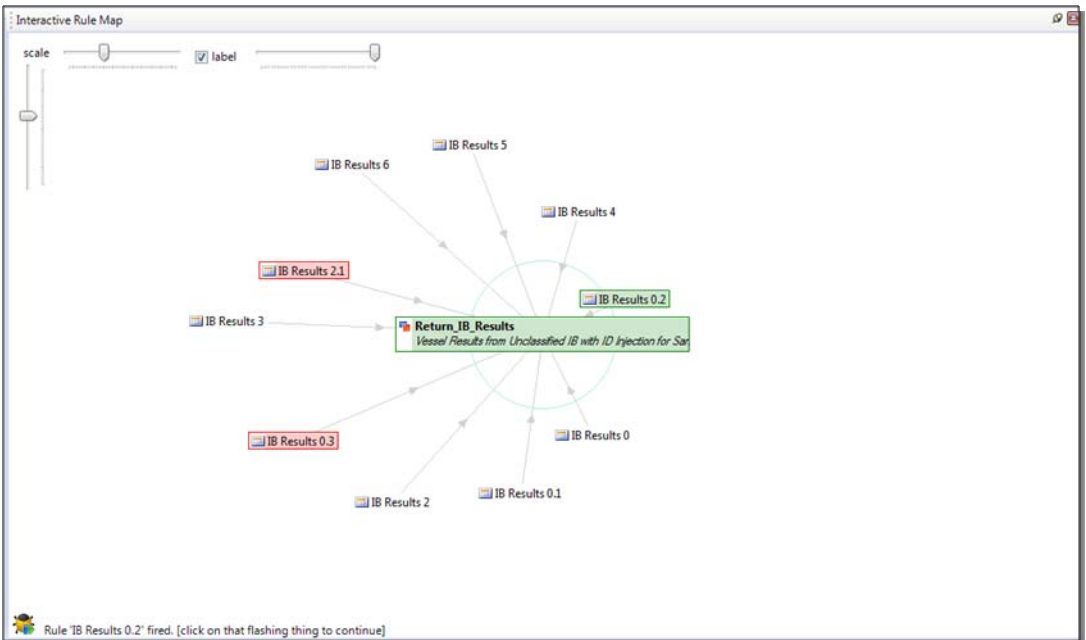 Interactive Rule Map
scale
label
IB Results 5
IB Results 6
IB Results 4
IB Results 2.1
IB Results 0.2
IB Results 3
Return_IB_Results
Vessel Results from Unclassified IB with ID Injection for Sar
IB Results 0.3
IB Results 0
IB Results 0.1
IB Results 2
Rule 'IB Results 0.2' fired. [click on that flashing thing to continue]